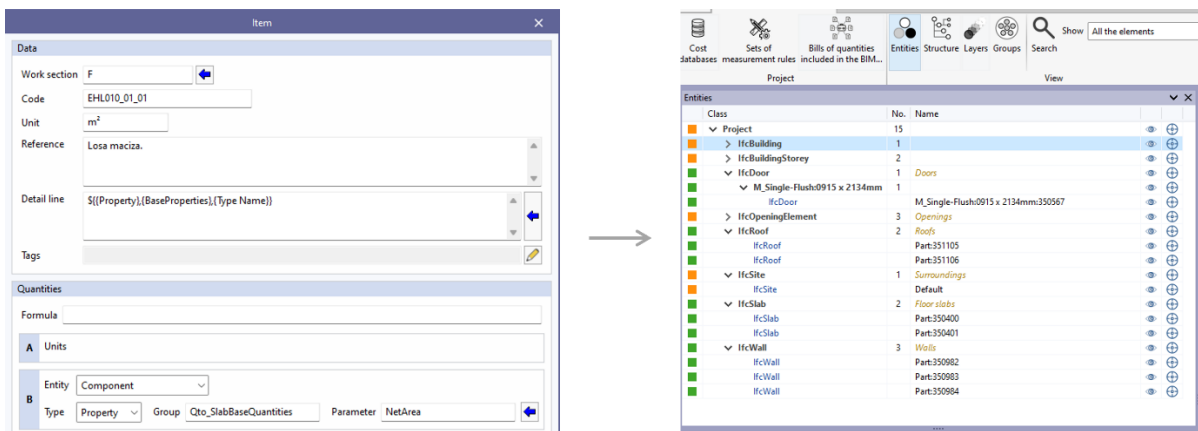 Item
Data
Work section F
Code EHL010_01_01
Unit m²
Reference Losa maciza.
Detail line $[{Property},{BaseProperties},{Type Name}]
Tags
Quantities
Formula
A Units
B
Entity Component
Type Property Group Qto_SlabBaseQuantities Parameter NetArea
Cost databases
Sets of measurement rules
Bills of quantities included in the BIM...
Entities Structure Layers Groups Search
Show All the elements
Project View
Entities
Class No. Name
Project 15
IfcBuilding 1
IfcBuildingStorey 2
IfcDoor 1 Doors
M_Single-Flush:0915 x 2134mm 1
IfcDoor M_Single-Flush:0915 x 2134mm:350567
IfcOpeningElement 3 Openings
IfcRoof 2 Roofs
IfcRoof Part:351105
IfcRoof Part:351106
IfcSite 1 Surroundings
IfcSite Default
IfcSlab 2 Floor slabs
IfcSlab Part:350400
IfcSlab Part:350401
IfcWall 3 Walls
IfcWall Part:350982
IfcWall Part:350983
IfcWall Part:350984